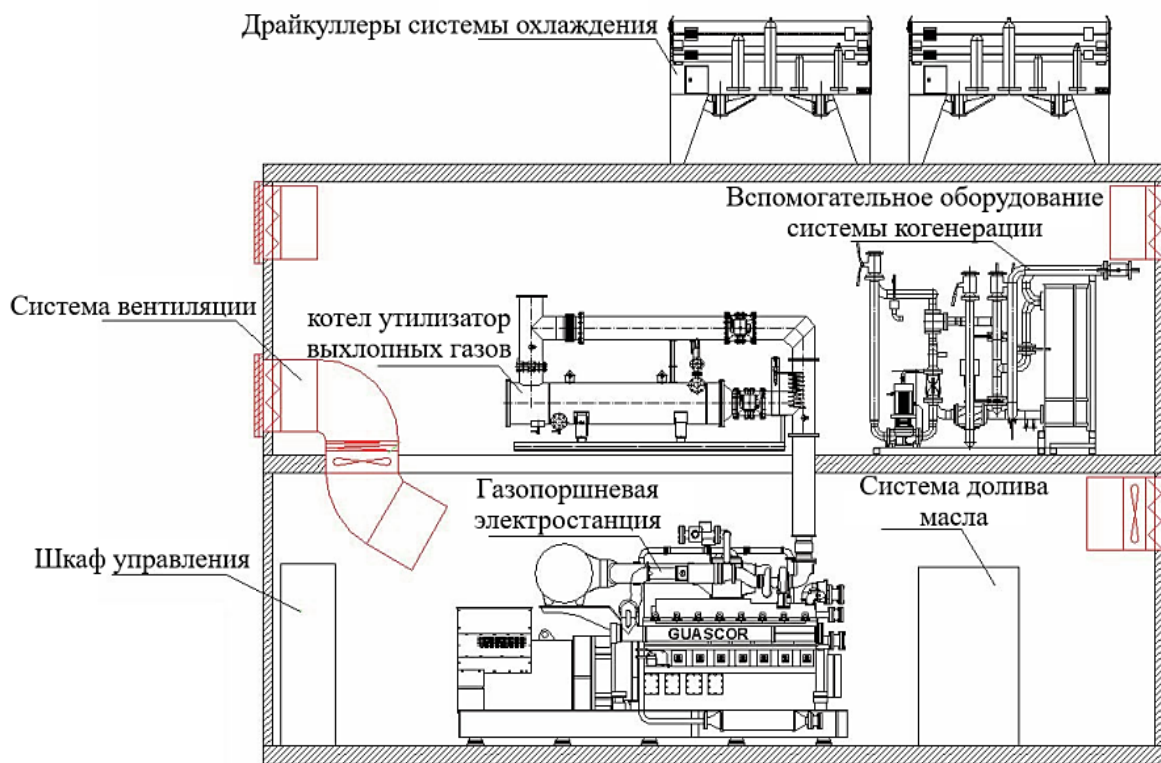 Драйкуллеры системы охлаждения
Вспомогательное оборудование
системы когенерации
Система вентиляции
котел утилизатор
выхлопных газов
Газопоршневая
электростанция
Система долива
масла
Шкаф управления
GUASCOR